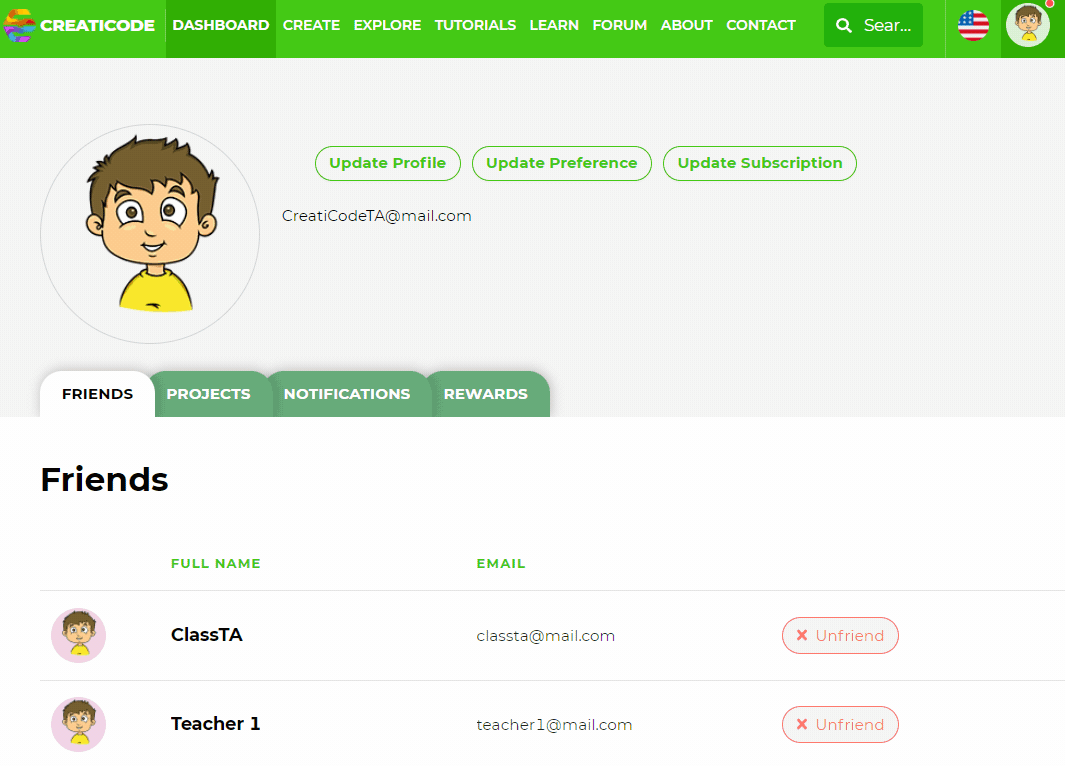 CREATICODE DASHBOARD CREATE EXPLORE TUTORIALS LEARN FORUM ABOUT CONTACT Sear...
Update Profile Update Preference Update Subscription
CreatiCodeTA@mail.com
FRIENDS PROJECTS NOTIFICATIONS REWARDS
Friends
FULL NAME EMAIL
ClassTA classta@mail.com Unfriend
Teacher 1 teacher1@mail.com Unfriend